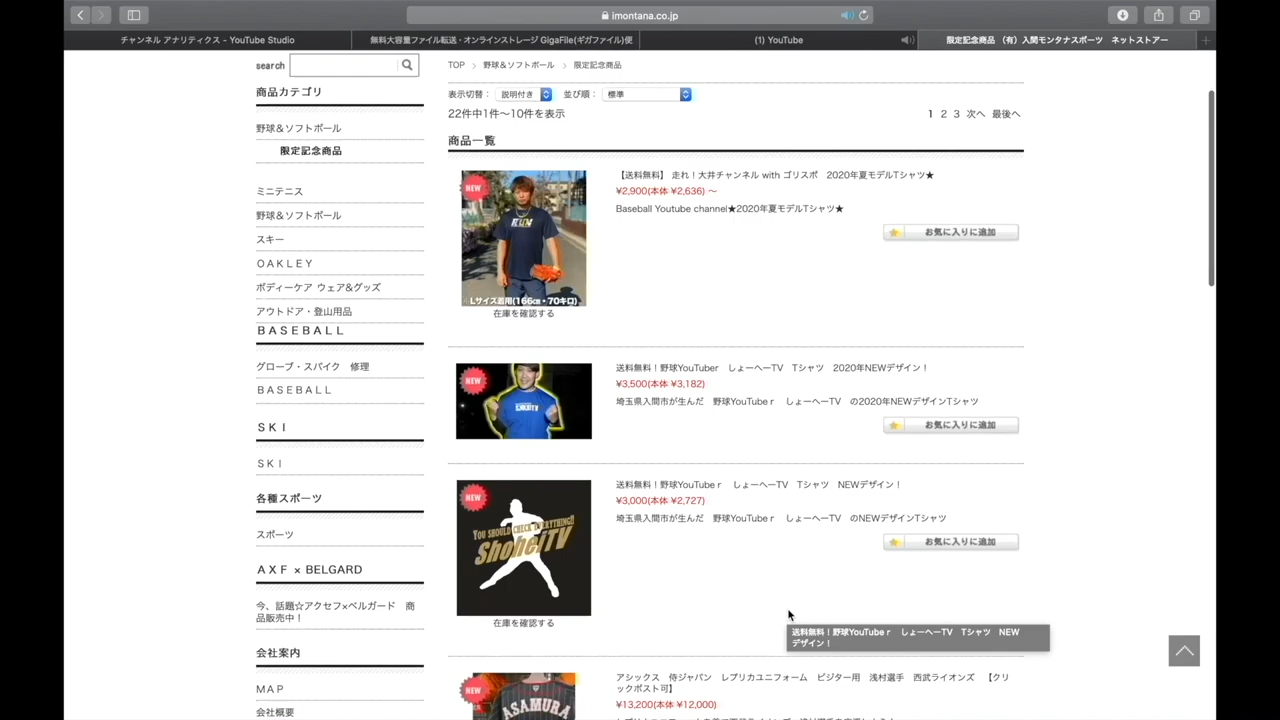 imontana.co.jp
チャンネル アナリティクス - YouTube Studio
無料大容量ファイル転送・オンラインストレージ GigaFile(ギガファイル)便
(1) YouTube
限定記念商品 （有）入間モンタナスポーツ ネットストアー
search
商品カテゴリ
野球＆ソフトボール
限定記念商品
ミニテニス
野球＆ソフトボール
スキー
ＯＡＫＬＥＹ
ボディーケア ウェア&グッズ
アウトドア・登山用品
ＢＡＳＥＢＡＬＬ
グローブ・スパイク　修理
ＢＡＳＥＢＡＬＬ
ＳＫＩ
ＳＫＩ
各種スポーツ
スポーツ
ＡＸＦ × BELGARD
今、話題☆アクセフ×ベルガード　商
品販売中！
会社案内
ＭＡＰ
会社概要
TOP > 野球＆ソフトボール > 限定記念商品
表示切替： 説明付き 並び順： 標準
22件中1件～10件を表示
1 2 3 次へ 最後へ
商品一覧
NEW
Lサイズ着用(166㎝・70キロ)
在庫を確認する
【送料無料】 走れ！大井チャンネル with ゴリスポ　2020年夏モデルTシャツ★
¥2,900(本体 ¥2,636) ～
Baseball Youtube channel★2020年夏モデルTシャツ★
お気に入りに追加
NEW
送料無料！野球YouTuber　しょーへーTV　Tシャツ　2020年NEWデザイン！
¥3,500(本体 ¥3,182)
埼玉県入間市が生んだ　野球YouTubeｒ　しょーへーTV　の2020年NEWデザインTシャツ
お気に入りに追加
NEW
YOU SHOULD CHECK EVERYTHING!!
ShoheiTV
在庫を確認する
送料無料！野球YouTubeｒ　しょーへーTV　Tシャツ　NEWデザイン！
¥3,000(本体 ¥2,727)
埼玉県入間市が生んだ　野球YouTubeｒ　しょーへーTV　のNEWデザインTシャツ
お気に入りに追加
送料無料！野球YouTubeｒ　しょーへーTV　Tシャツ　NEW
デザイン！
NEW
ASAMURA
アシックス　侍ジャパン　レプリカユニフォーム　ビジター用　浅村選手　西武ライオンズ　【クリ
ックポスト可】
¥13,200(本体 ¥12,000)